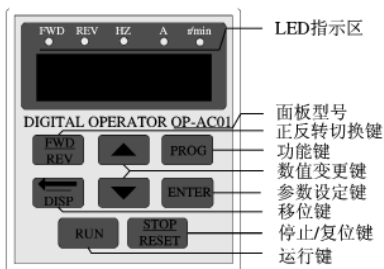 FWD REV HZ A r/min
LED指示区
DIGITAL OPERATOR OP-AC01
面板型号
FWD
REV
PROG
正反转切换键
功能键
数值变更键
DISP
ENTER
参数设定键
移位键
RUN
STOP
RESET
停止/复位键
运行键